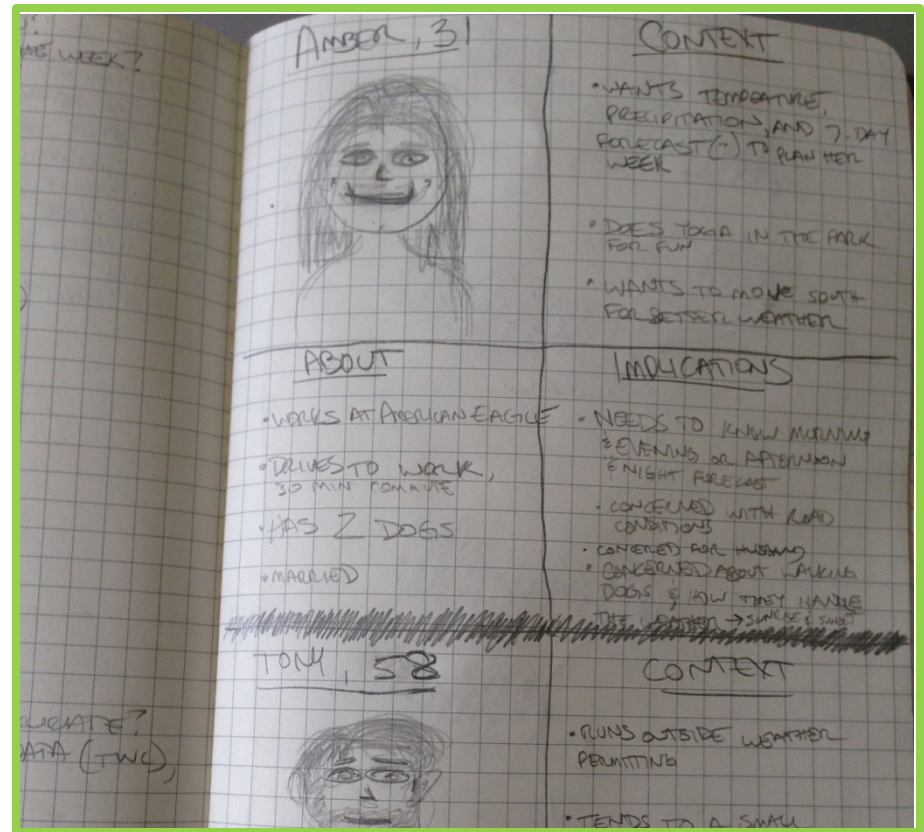 WEEK?
AMBER, 31
CONTEXT
• WANTS TEMPEATURE,
PRECIPITATION, AND 7-DAY
FORECAST (-) TO PLAN HER
WEEK
• DOES YOGA IN THE PARK
FOR FUN
• WANTS TO MOVE SOUTH
FOR BETTER WEATHER
ABOUT
• WORKS AT AMERICAN EAGLE
• DRIVES TO WORK,
30 MIN COMMUTE
• HAS 2 DOGS
• MARRIED
IMPLICATIONS
• NEEDS TO KNOW MORNING
& EVENING OR AFTERNOON
& NIGHT FORECAST
• CONCERNED WITH ROAD
CONDITIONS
• CONCERNED FOR HUSBAND
• CONCERNED ABOUT WALKING
DOGS & HOW THEY HANDLE
THE WEATHER → SUNRISE & SUNSET
TONY, 58
CONTEXT
• RUNS OUTSIDE WEATHER
PERMITTING
• TENDS TO A SMALL
DATA (TWC),